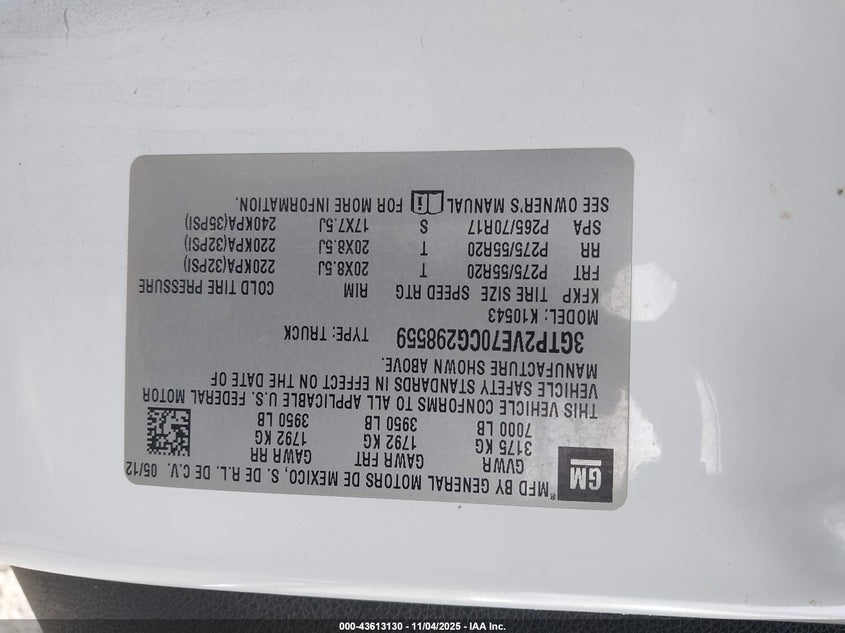 GM
MFD BY GENERAL MOTORS DE MEXICO, S. DE R.L. DE C.V. 05/12
GVWR GAWR FRT GAWR RR
3175 KG 1792 KG 1792 KG
7000 LB 3950 LB 3950 LB
THIS VEHICLE CONFORMS TO ALL APPLICABLE U.S. FEDERAL MOTOR
VEHICLE SAFETY STANDARDS IN EFFECT ON THE DATE OF
MANUFACTURE SHOWN ABOVE.
3GTP2VE70CG298559 TYPE: TRUCK
MODEL: K10543
KFKP TIRE SIZE SPEED RTG RIM COLD TIRE PRESSURE
FRT P275/55R20 T 20X8.5J 220KPA(32PSI)
RR P275/55R20 T 20X8.5J 220KPA(32PSI)
SPA P265/70R17 S 17X7.5J 240KPA(35PSI)
SEE OWNER'S MANUAL FOR MORE INFORMATION.
000-43613130 - 11/04/2025 - IAA Inc.